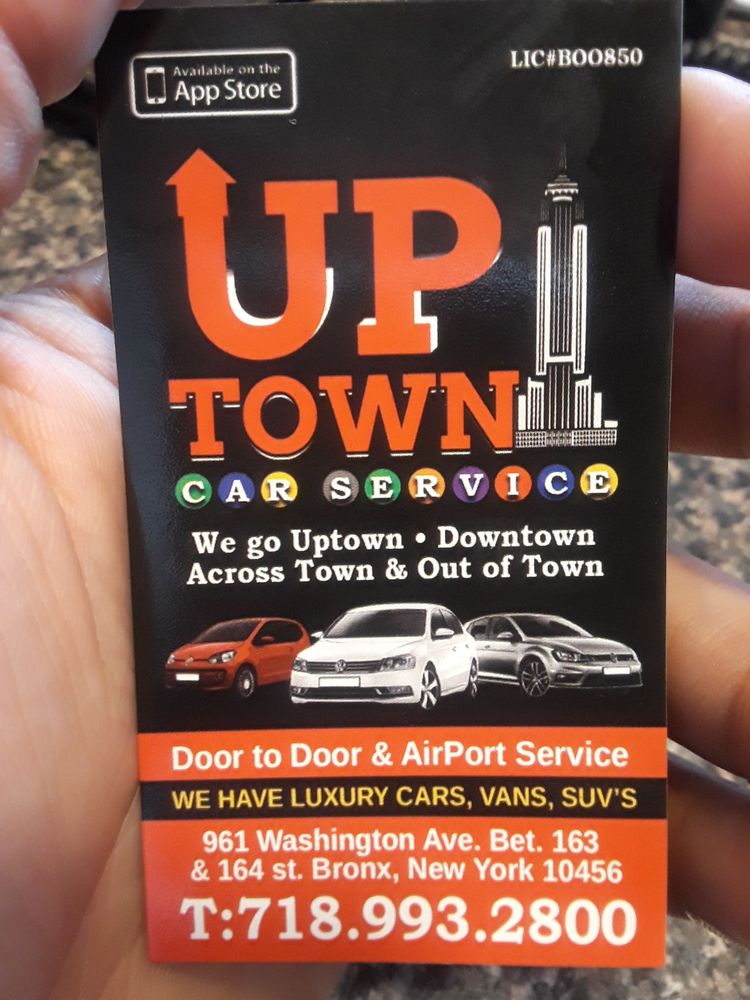 Available on the
App Store
LIC#BOO850
UP
TOWN
CAR SERVICE
We go Uptown • Downtown
Across Town & Out of Town
Door to Door & AirPort Service
WE HAVE LUXURY CARS, VANS, SUV'S
961 Washington Ave. Bet. 163
& 164 st. Bronx, New York 10456
T:718.993.2800